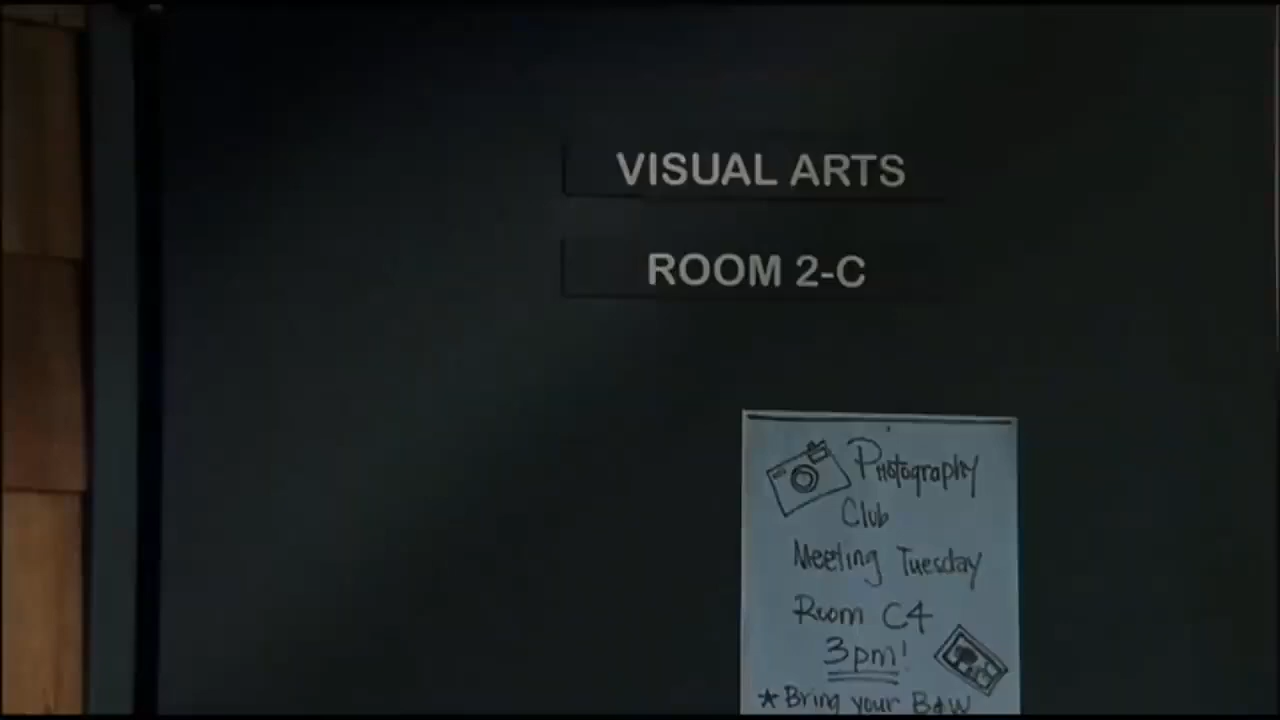 VISUAL ARTS
ROOM 2-C
Photography
Club
Meeting Tuesday
Room C4
3pm!
★ Bring your B&W